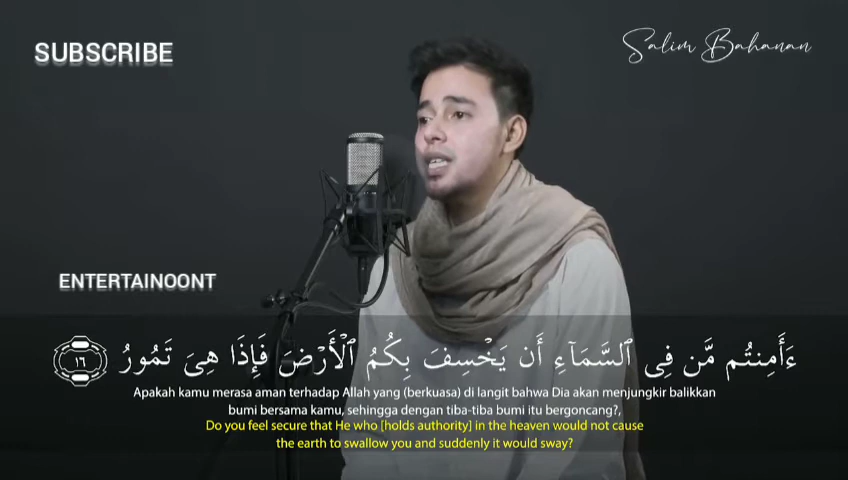 SUBSCRIBE
Salim Bahanan
ENTERTAINOONT
ءَأَمِنتُم مَّن فِى ٱلسَّمَآءِ أَن يَخْسِفَ بِكُمُ ٱلْأَرْضَ فَإِذَا هِىَ تَمُورُ ١٦
Apakah kamu merasa aman terhadap Allah yang (berkuasa) di langit bahwa Dia akan menjungkir balikkan
bumi bersama kamu, sehingga dengan tiba-tiba bumi itu bergoncang?,
Do you feel secure that He who [holds authority] in the heaven would not cause
the earth to swallow you and suddenly it would sway?